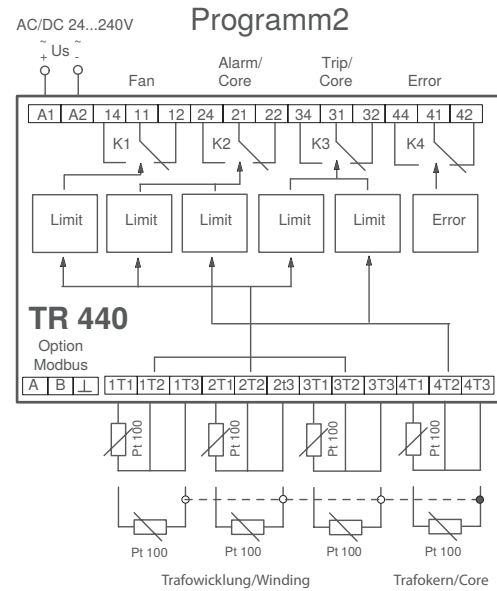 Programm2
AC/DC 24...240V
~ Us ~
+ -
Fan
Alarm/
Core
Trip/
Core
Error
A1 A2 14 11 12 24 21 22 34 31 32 44 41 42
K1 K2 K3 K4
Limit Limit Limit Limit Limit Error
TR 440
Option
Modbus
A B ⊥ 1T1 1T2 1T3 2T1 2T2 2t3 3T1 3T2 3T3 4T1 4T2 4T3
Pt 100 Pt 100 Pt 100 Pt 100
Pt 100 Pt 100 Pt 100 Pt 100
Trafowicklung/Winding Trafokern/Core